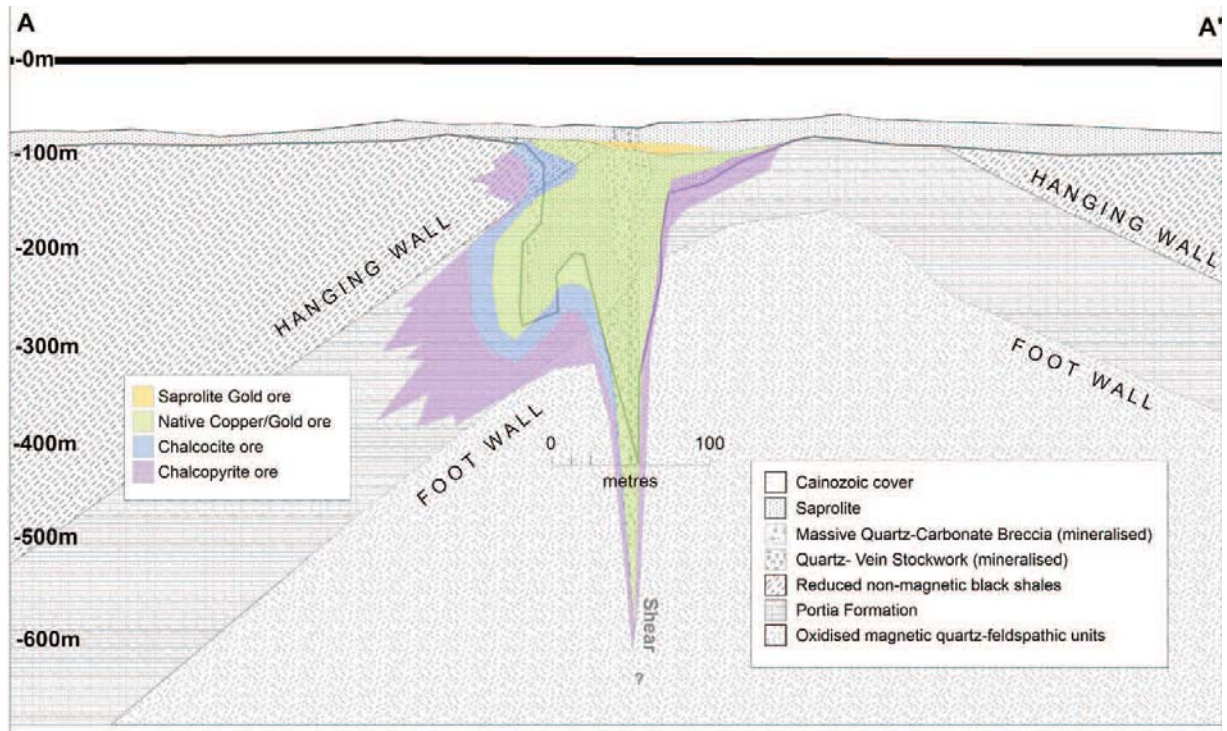 A
A'
-0m
-100m
-200m
-300m
-400m
-500m
-600m
HANGING WALL
HANGING WALL
FOOT WALL
FOOT WALL
Saprolite Gold ore
Native Copper/Gold ore
Chalcocite ore
Chalcopyrite ore
0 100
metres
Cainozoic cover
Saprolite
Massive Quartz-Carbonate Breccia (mineralised)
Quartz- Vein Stockwork (mineralised)
Reduced non-magnetic black shales
Portia Formation
Oxidised magnetic quartz-feldspathic units
Shear
?